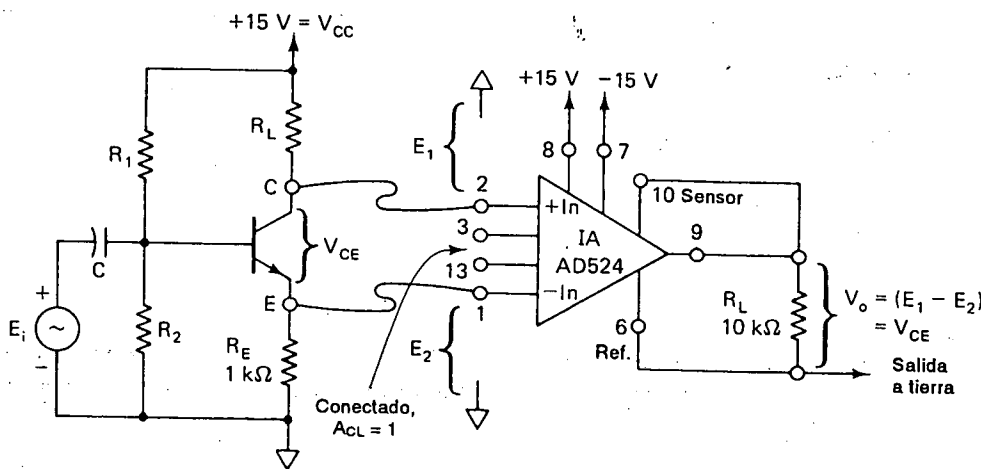 +15 V = V_CC
R_L
R_1
C
V_CE
C
E
E_i
+
-
R_2
R_E
1 kΩ
E_1
E_2
Conectado,
A_CL = 1
+15 V
-15 V
8
7
2
+In
3
13
-In
1
IA
AD524
10 Sensor
9
6
Ref.
R_L
10 kΩ
V_o = (E_1 - E_2)
= V_CE
Salida
a tierra